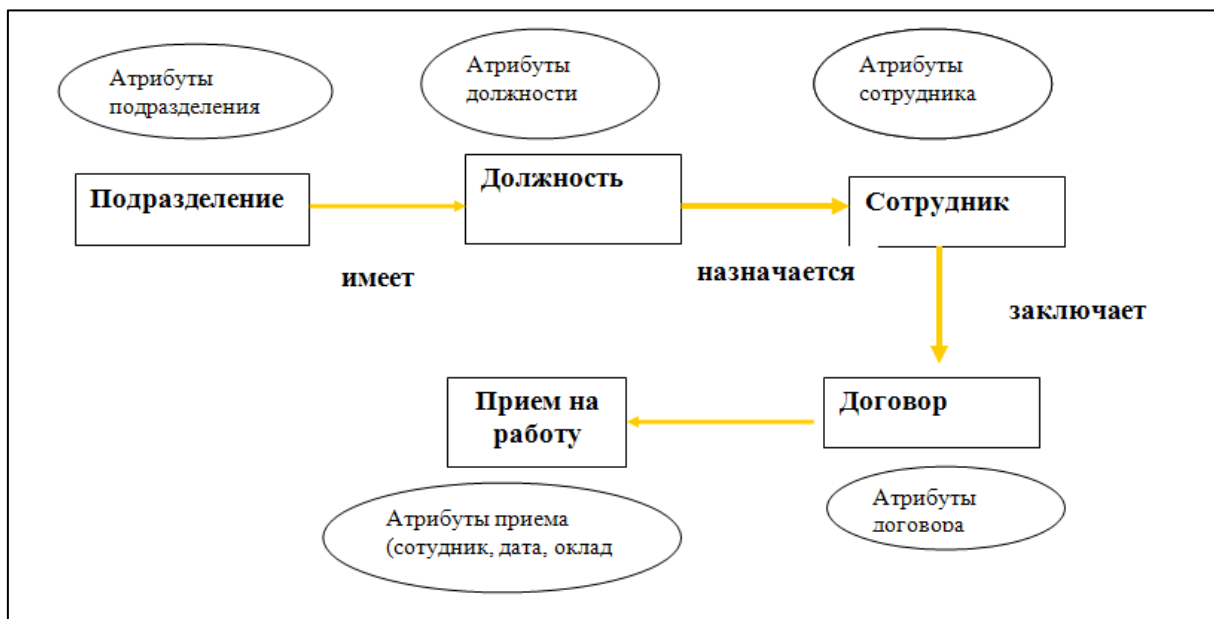 Атрибуты
подразделения
Атрибуты
должности
Атрибуты
сотрудника
Подразделение
Должность
Сотрудник
имеет
назначается
заключает
Прием на
работу
Договор
Атрибуты приема
(сотудник, дата, оклад
Атрибуты
договора